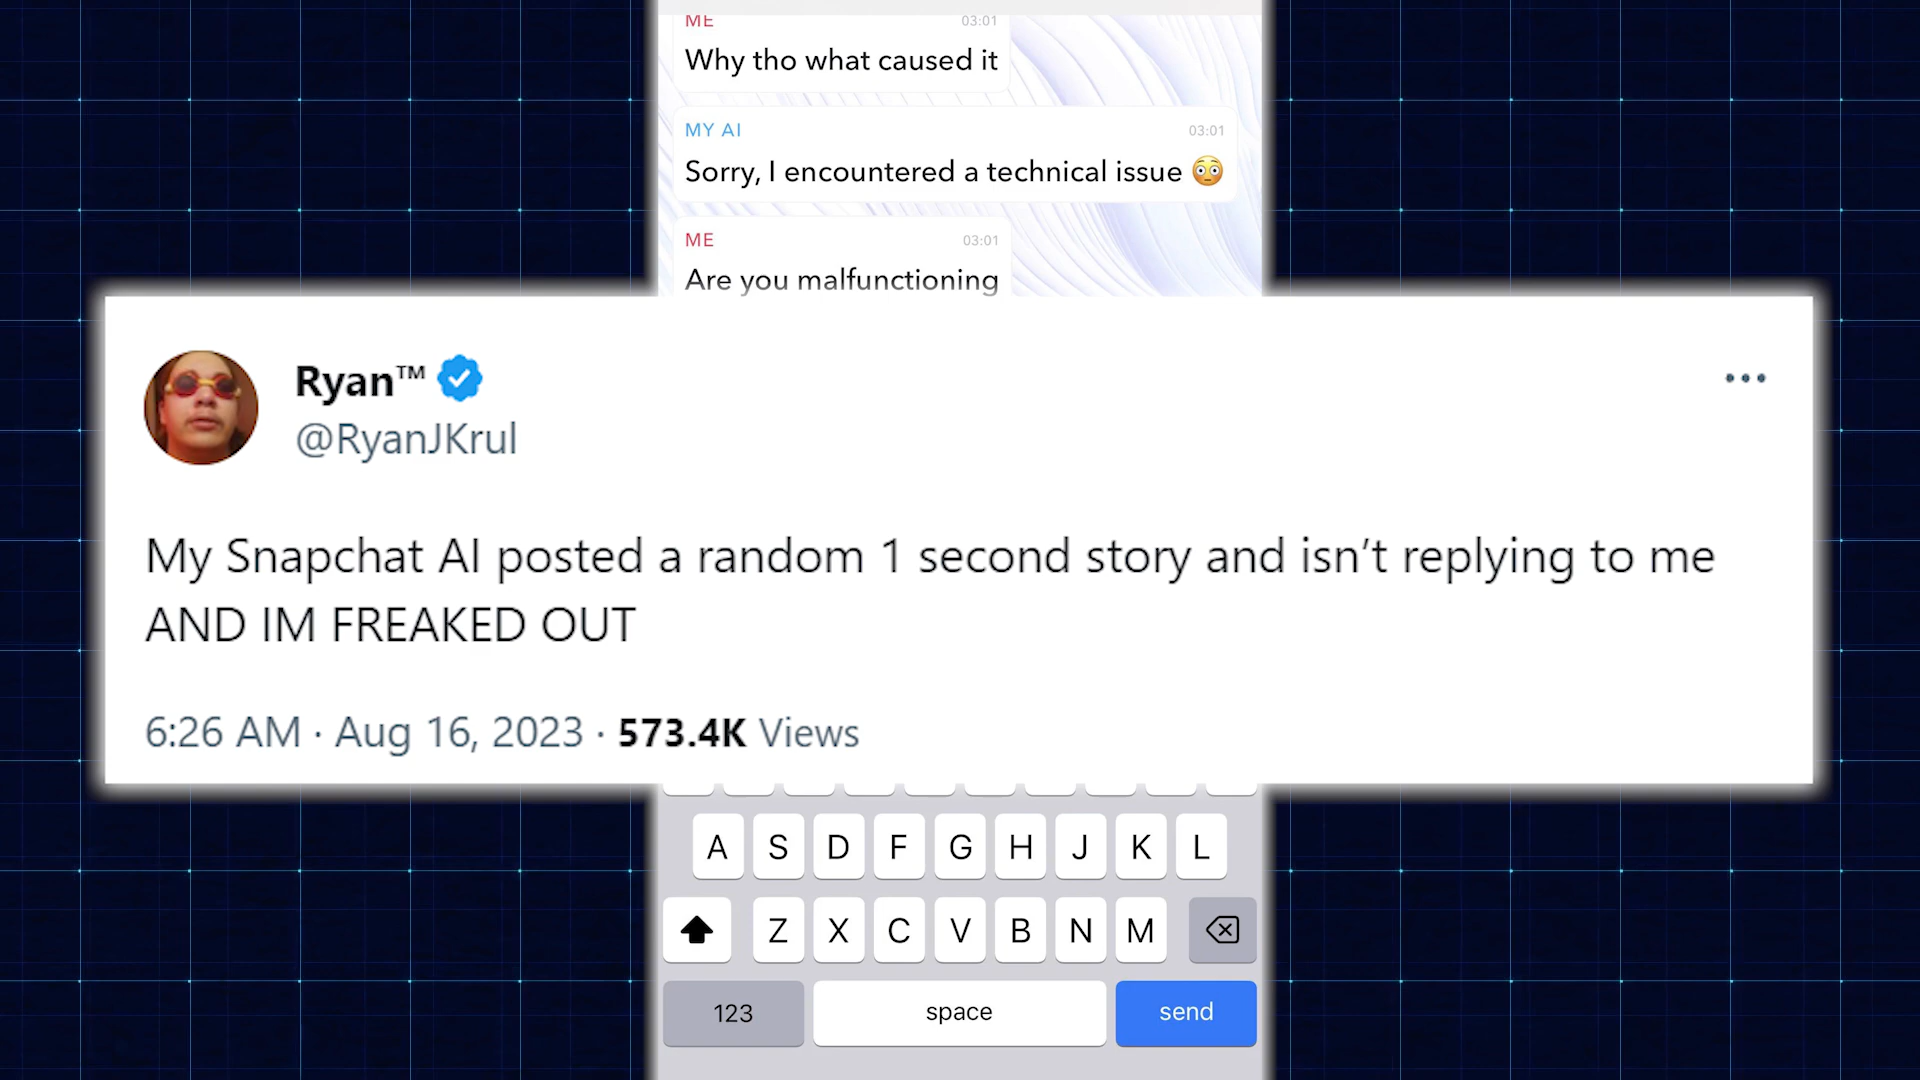 ME 03:01
Why tho what caused it
MY AI 03:01
Sorry, I encountered a technical issue 😳
ME 03:01
Are you malfunctioning
Ryan™
@RyanJKrul
My Snapchat AI posted a random 1 second story and isn’t replying to me
AND IM FREAKED OUT
6:26 AM · Aug 16, 2023 · 573.4K Views
A S D F G H J K L
Z X C V B N M
123 space send